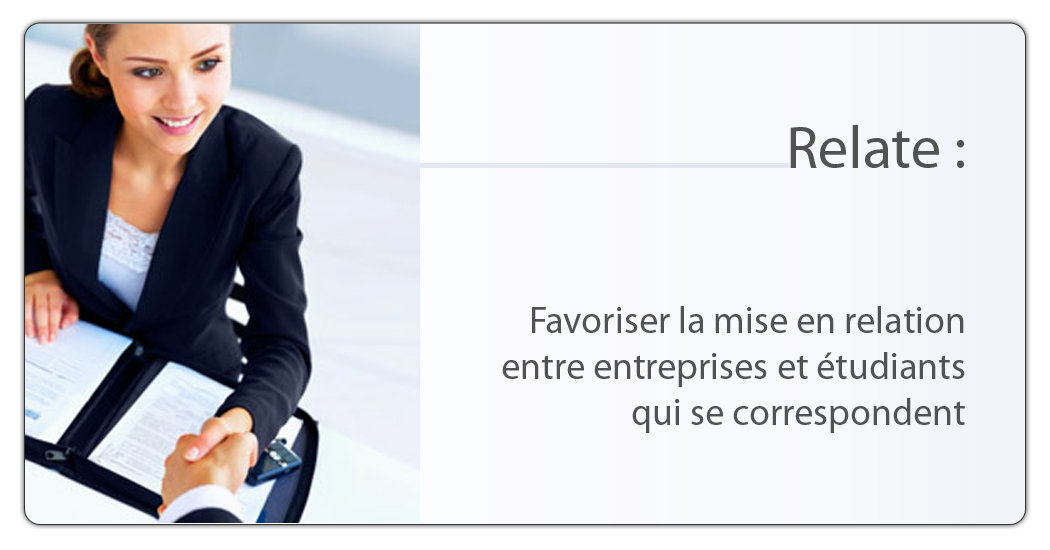 Relate :
Favoriser la mise en relation
entre entreprises et étudiants
qui se correspondent